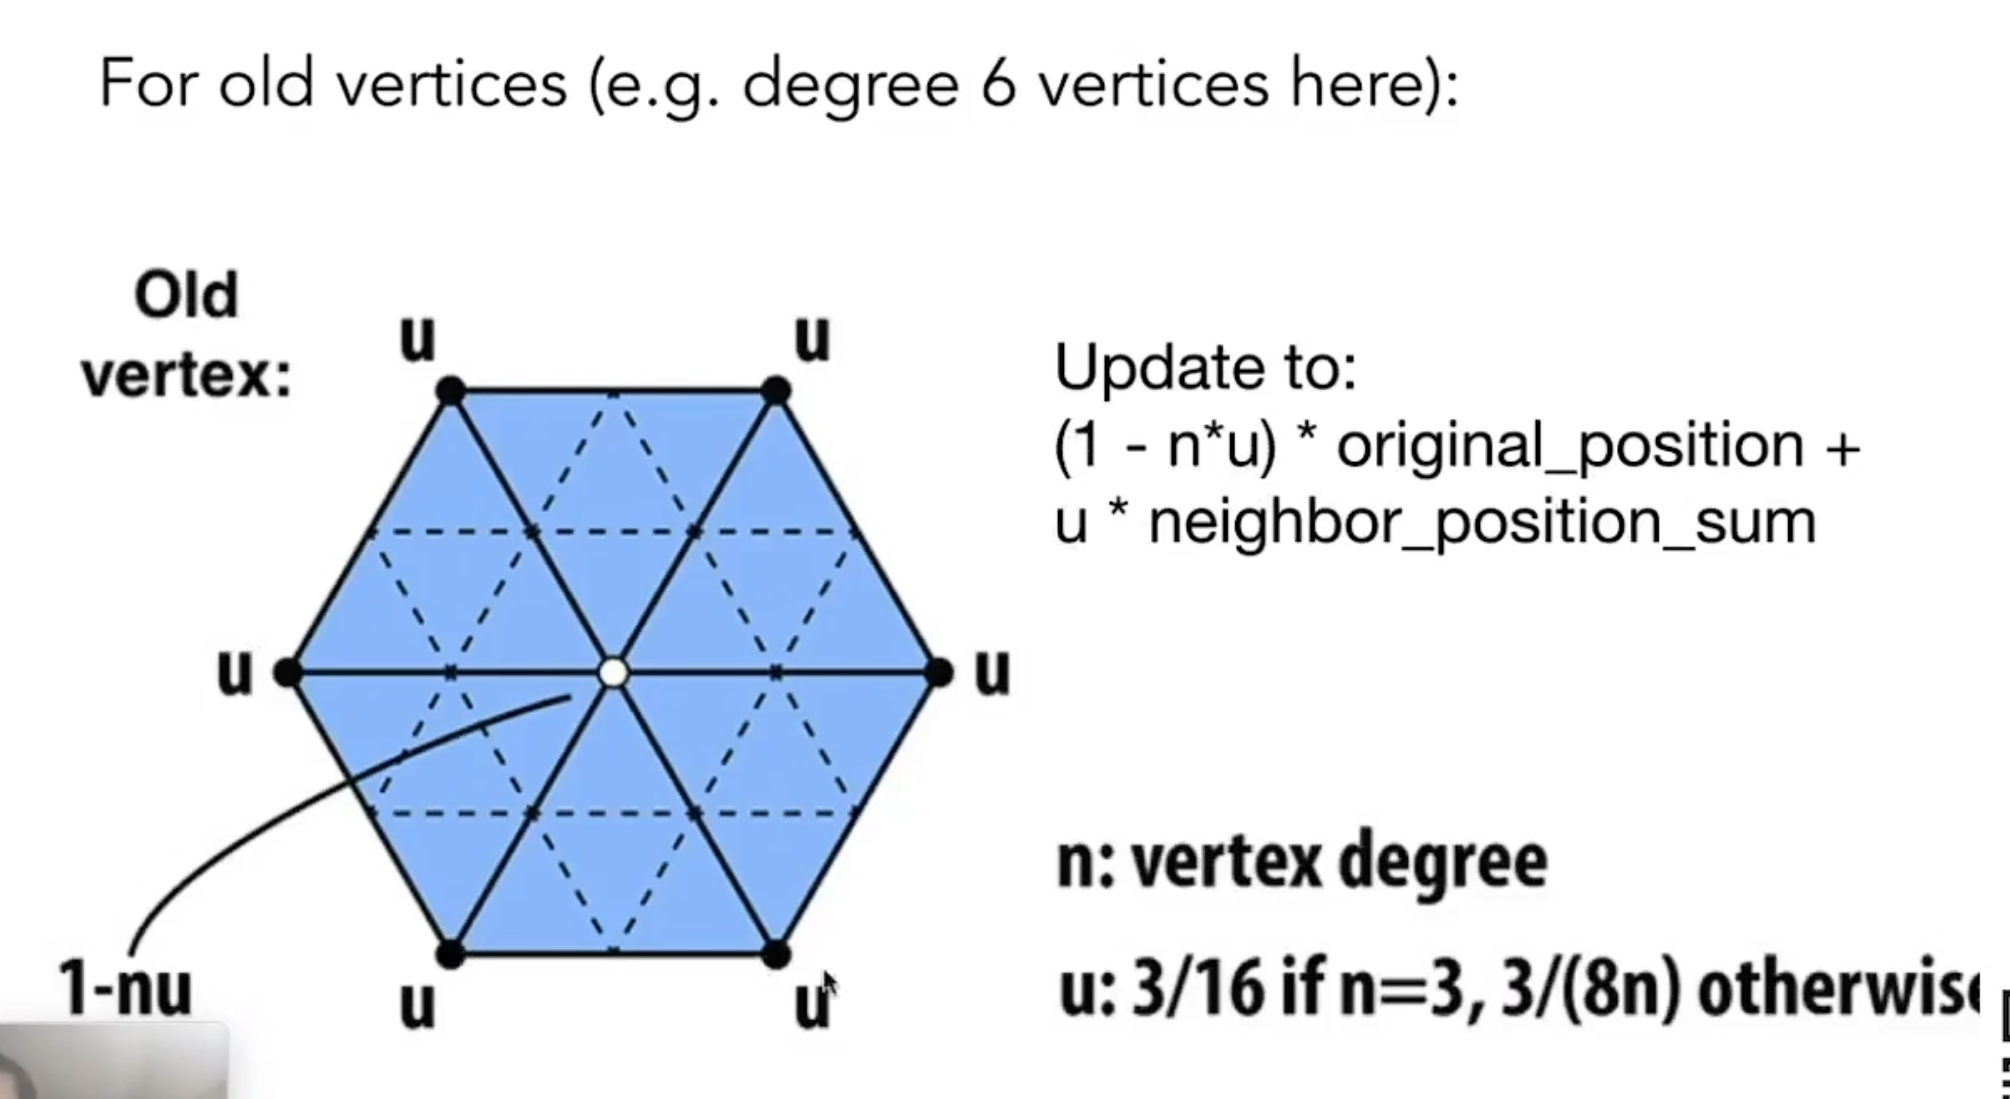 For old vertices (e.g. degree 6 vertices here):
Old
vertex:
u
u
u
u
u
u
1-nu
Update to:
(1 - n*u) * original_position +
u * neighbor_position_sum
n: vertex degree
u: 3/16 if n=3, 3/(8n) otherwise